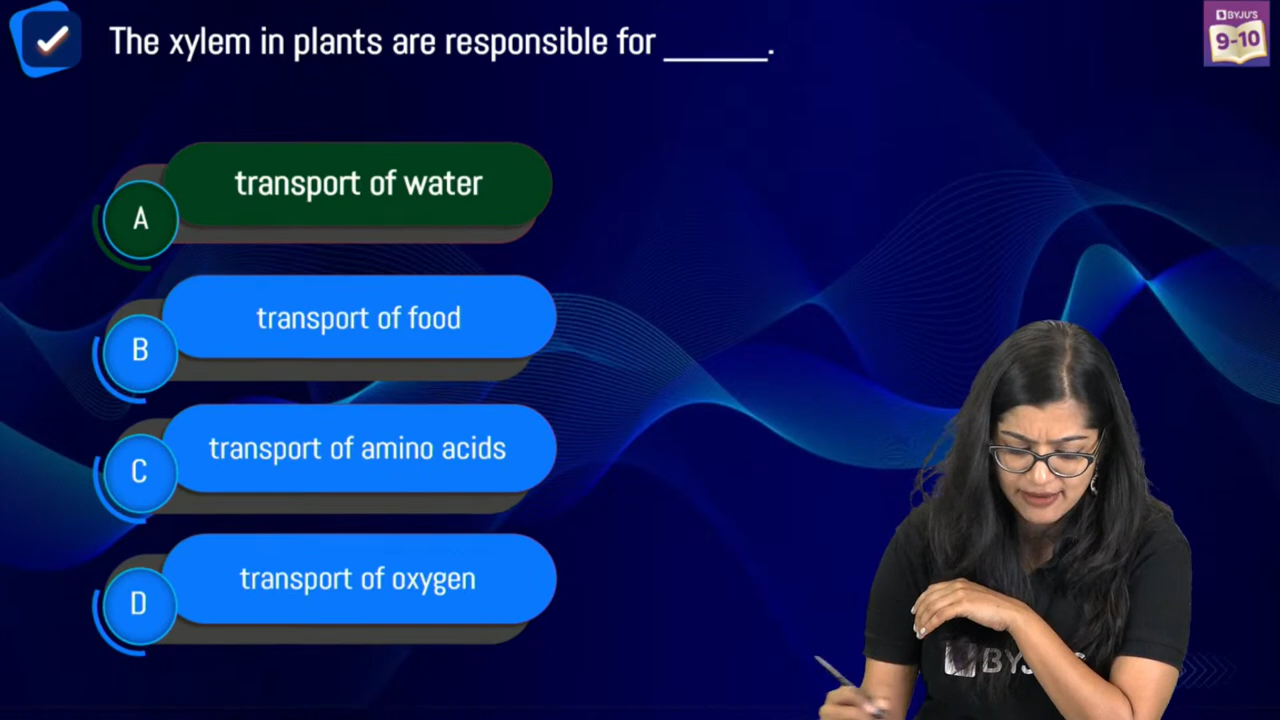 The xylem in plants are responsible for ______.
BYJU'S
9-10
A
transport of water
B
transport of food
C
transport of amino acids
D
transport of oxygen